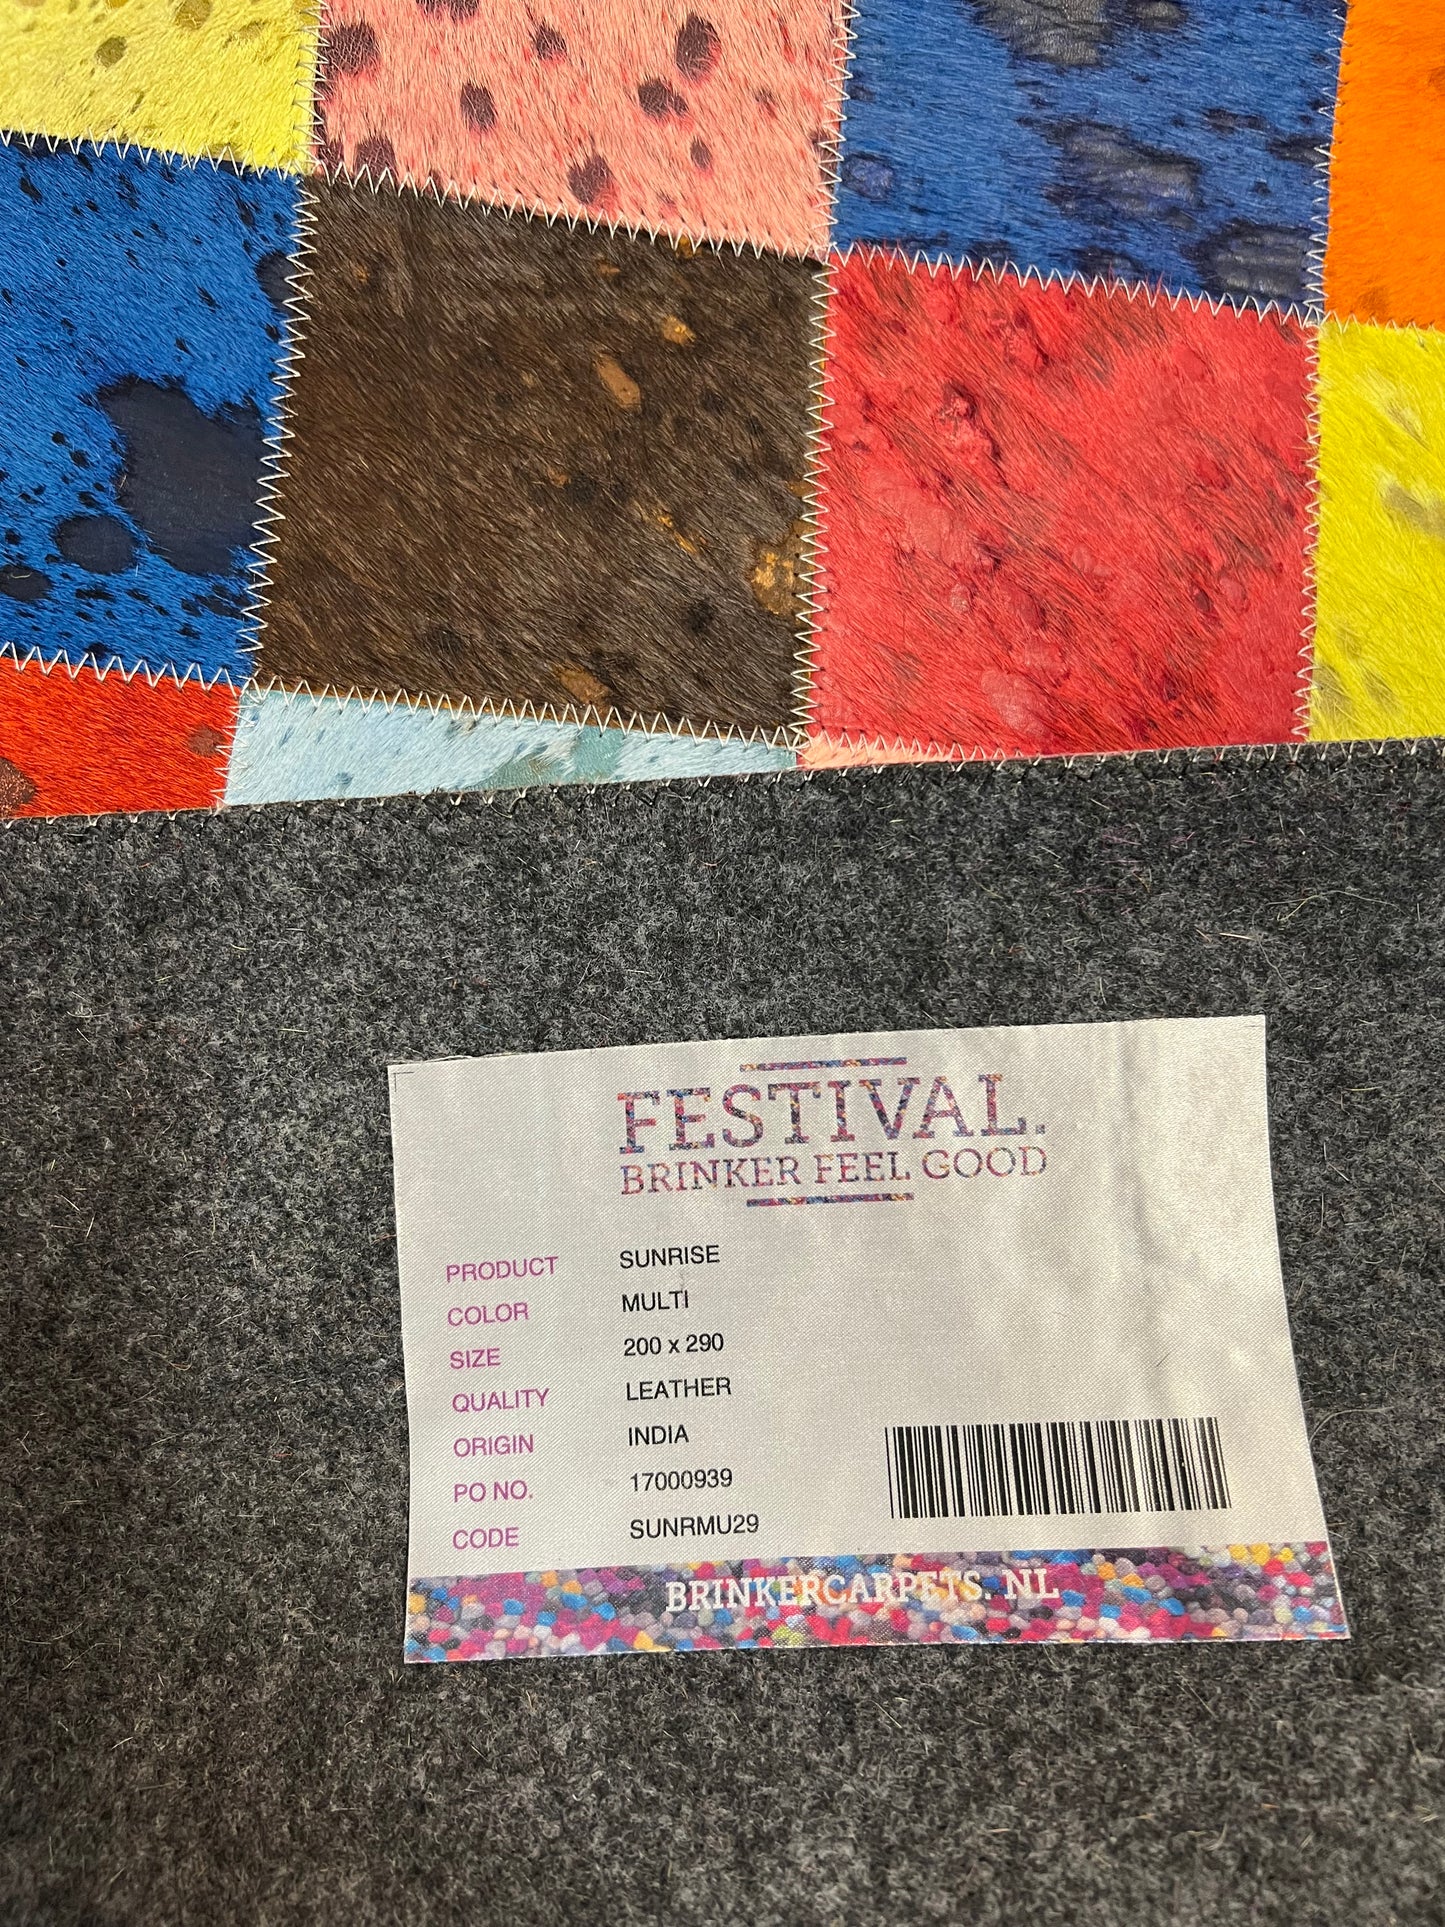 FESTIVAL.
BRINKER FEEL GOOD
PRODUCT SUNRISE
COLOR MULTI
SIZE 200 x 290
QUALITY LEATHER
ORIGIN INDIA
PO NO. 17000939
CODE SUNRMU29
BRINKERCARPETS. NL